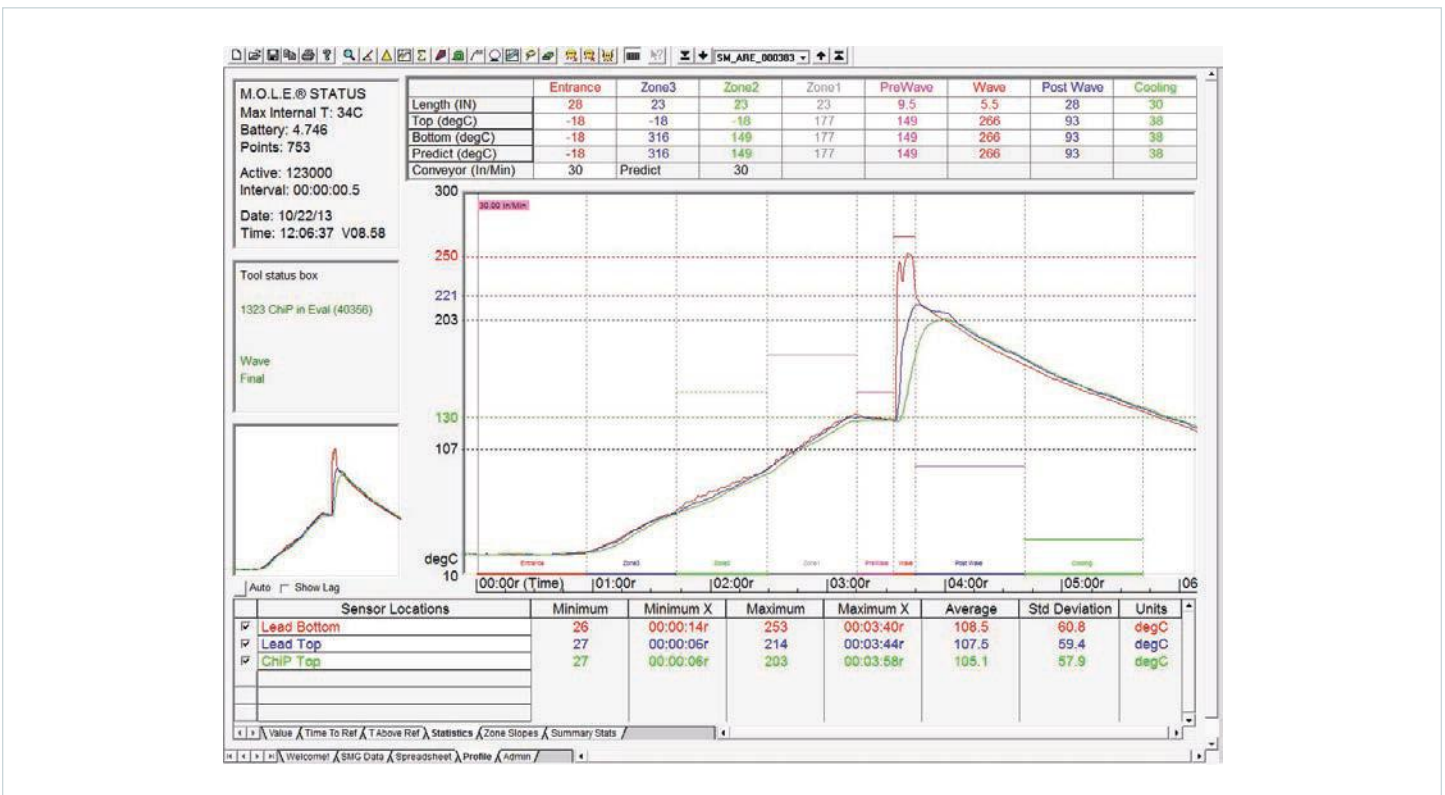 SM_ARE_000383
M.O.L.E.® STATUS
Max Internal T: 34C
Battery: 4.746
Points: 753
Active: 123000
Interval: 00:00:00.5
Date: 10/22/13
Time: 12:06:37 V08.58
Entrance Zone3 Zone2 Zone1 PreWave Wave Post Wave Cooling
Length (IN) 28 23 23 23 9.5 5.5 28 30
Top (degC) -18 -18 -18 177 149 266 93 38
Bottom (degC) -18 316 149 177 149 266 93 38
Predict (degC) -18 316 149 177 149 266 93 38
Conveyor (In/Min) 30 Predict 30
Tool status box
1323 ChiP in Eval (40356)
Wave
Final
30.00 In/Min
300
250
221
203
130
107
degC
10
Entrance Zone3 Zone2 Zone1 PreWave Wave Post Wave Cooling
00:00r (Time) 01:00r 02:00r 03:00r 04:00r 05:00r 06
Auto Show Lag
Sensor Locations Minimum Minimum X Maximum Maximum X Average Std Deviation Units
Lead Bottom 26 00:00:14r 253 00:03:40r 108.5 60.8 degC
Lead Top 27 00:00:06r 214 00:03:44r 107.5 59.4 degC
ChiP Top 27 00:00:06r 203 00:03:58r 105.1 57.9 degC
Value Time To Ref T Above Ref Statistics Zone Slopes Summary Stats
Welcome! SMG Data Spreadsheet Profile Admin